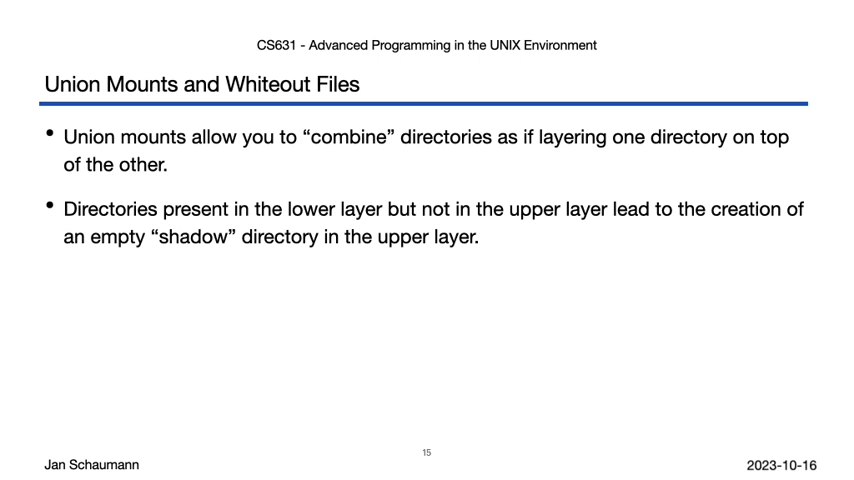 CS631 - Advanced Programming in the UNIX Environment
Union Mounts and Whiteout Files
• Union mounts allow you to “combine” directories as if layering one directory on top
of the other.
• Directories present in the lower layer but not in the upper layer lead to the creation of
an empty “shadow” directory in the upper layer.
15
Jan Schaumann
2023-10-16